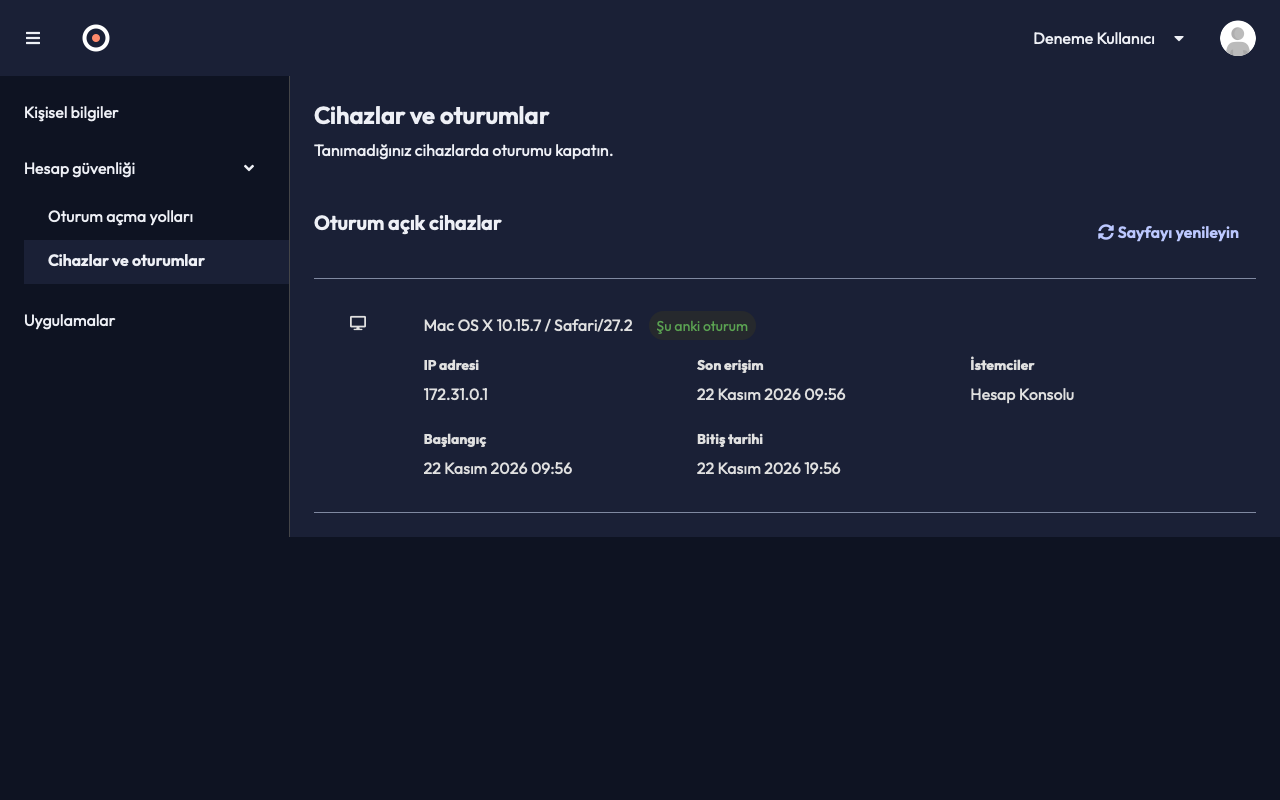 Deneme Kullanıcı
Kişisel bilgiler
Hesap güvenliği
Oturum açma yolları
Cihazlar ve oturumlar
Uygulamalar
Cihazlar ve oturumlar
Tanımadığınız cihazlarda oturumu kapatın.
Oturum açık cihazlar
Sayfayı yenileyin
Mac OS X 10.15.7 / Safari/27.2 Şu anki oturum
IP adresi Son erişim İstemciler
172.31.0.1 22 Kasım 2026 09:56 Hesap Konsolu
Başlangıç Bitiş tarihi
22 Kasım 2026 09:56 22 Kasım 2026 19:56